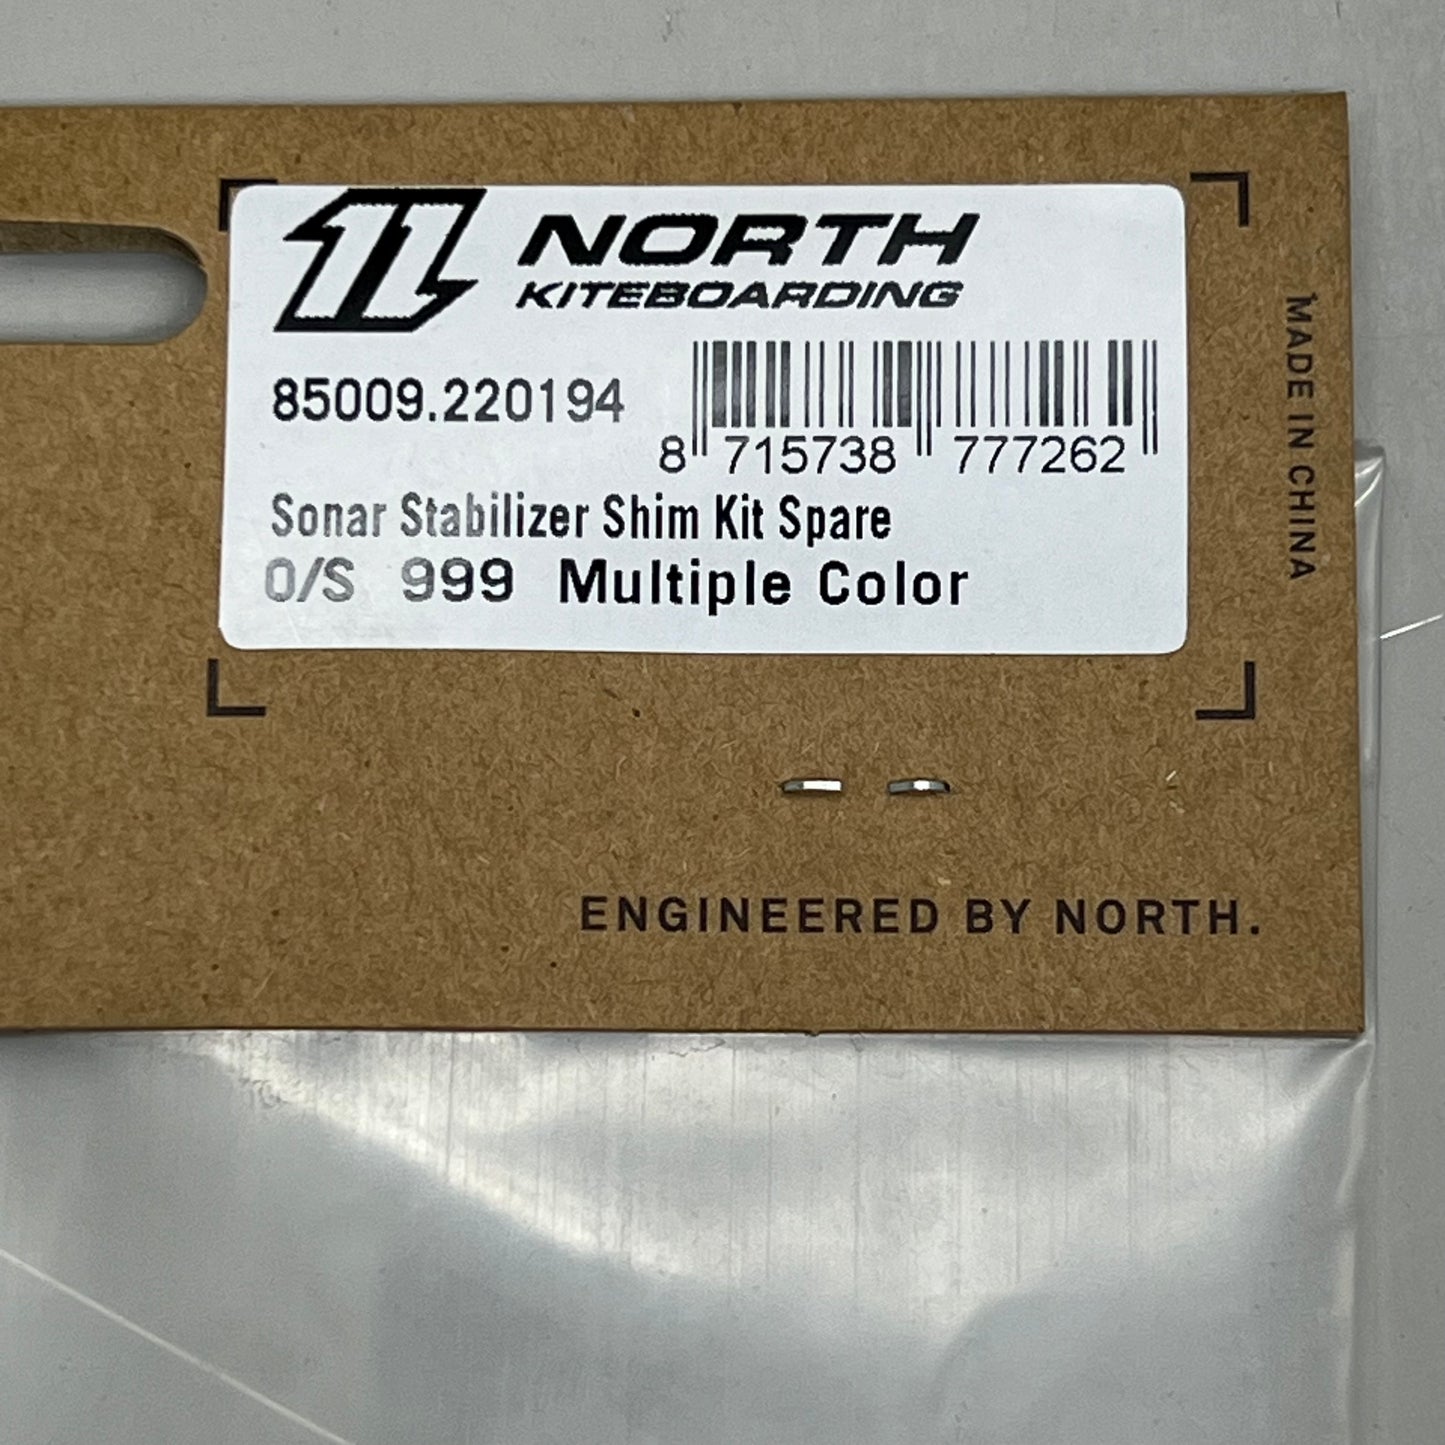 NORTH
KITEBOARDING
85009.220194
8 715738 777262
Sonar Stabilizer Shim Kit Spare
O/S 999 Multiple Color
MADE IN CHINA
ENGINEERED BY NORTH.